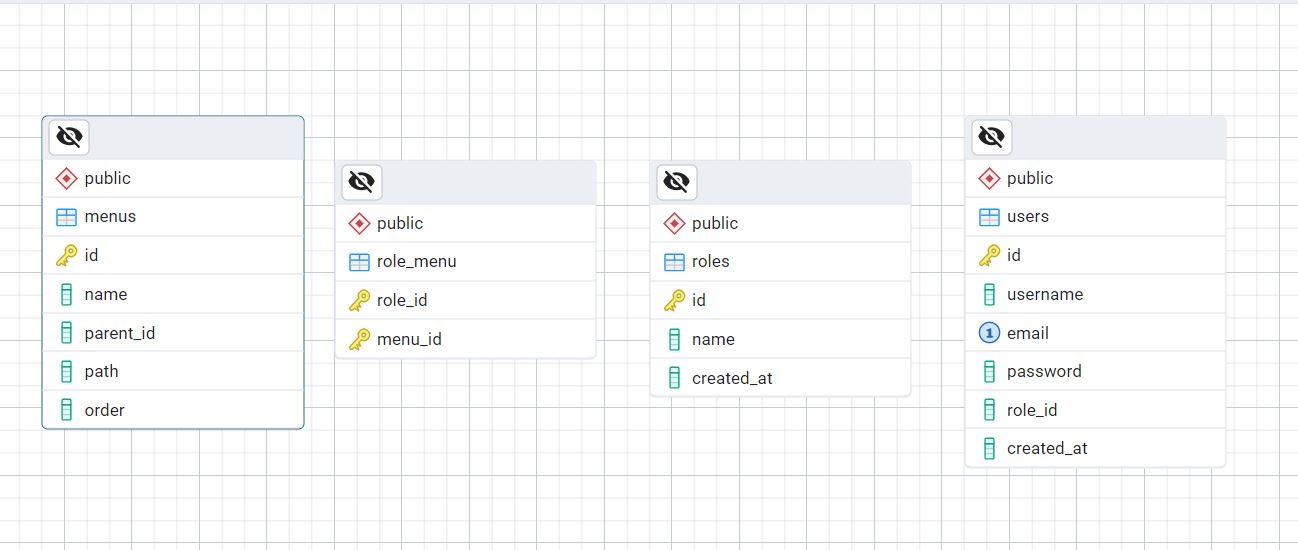 public
menus
id
name
parent_id
path
order
public
role_menu
role_id
menu_id
public
roles
id
name
created_at
public
users
id
username
1 email
password
role_id
created_at